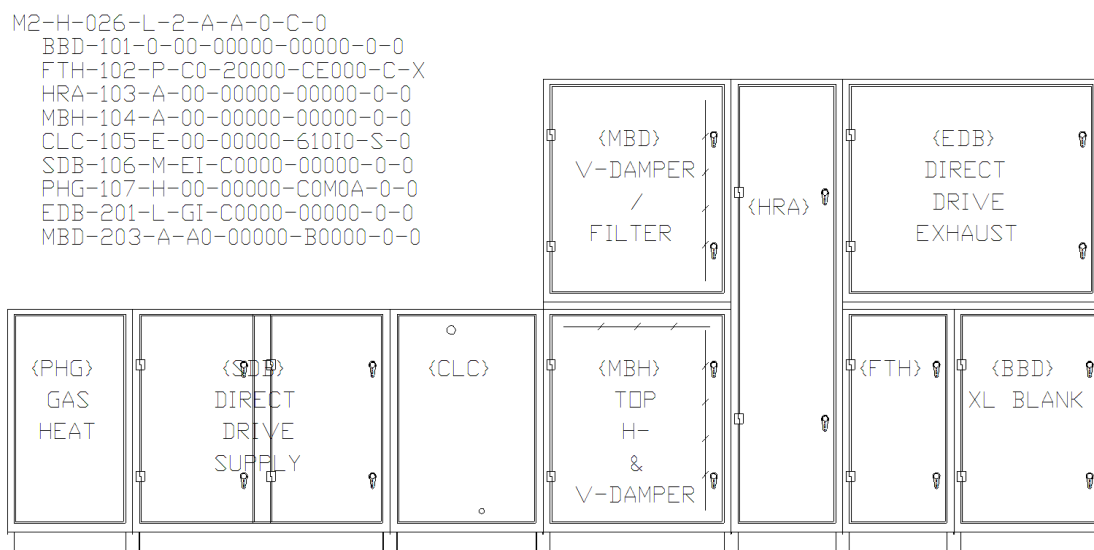 M2-H-026-L-2-A-A-0-C-0
BBD-101-0-00-00000-00000-0-0
FTH-102-P-C0-20000-CE000-C-X
HRA-103-A-00-00000-00000-0-0
MBH-104-A-00-00000-00000-0-0
CLC-105-E-00-00000-610I0-S-0
SDB-106-M-EI-C0000-00000-0-0
PHG-107-H-00-00000-C0M0A-0-0
EDB-201-L-GI-C0000-00000-0-0
MBD-203-A-A0-00000-B0000-0-0
{MBD}
V-DAMPER
/
FILTER
{HRA}
{EDB}
DIRECT
DRIVE
EXHAUST
{PHG}
GAS
HEAT
{SDB}
DIRECT
DRIVE
SUPPLY
{CLC}
{MBH}
TOP
H-
&
V-DAMPER
{FTH}
{BBD}
XL BLANK